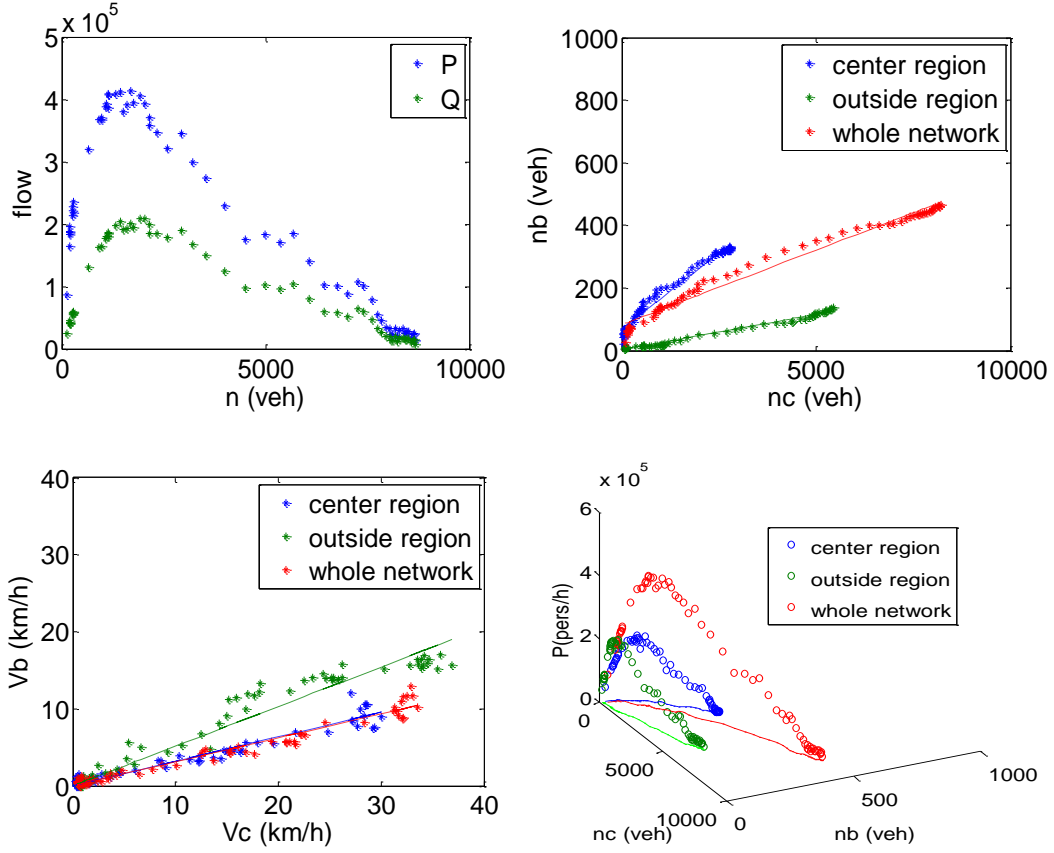 x 10^5
5
4
3
2
1
0
flow
0
5000
10000
n (veh)
P
Q
1000
800
600
400
200
0
nb (veh)
0
5000
10000
nc (veh)
center region
outside region
whole network
40
30
20
10
0
Vb (km/h)
0
10
20
30
40
Vc (km/h)
center region
outside region
whole network
x 10^5
6
4
2
0
P(pers/h)
0
5000
10000
nc (veh)
0
500
1000
nb (veh)
center region
outside region
whole network